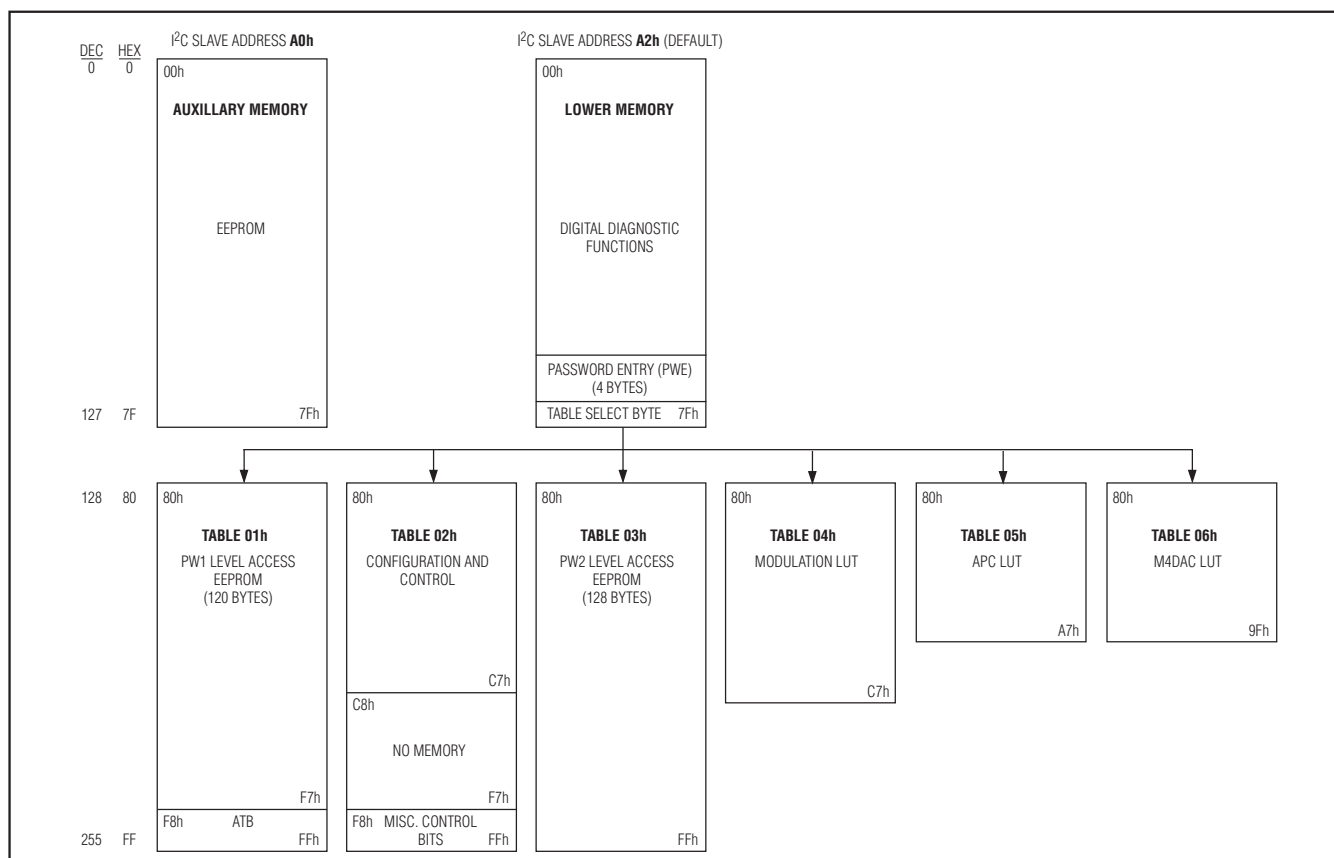 DEC HEX
0 0
I²C SLAVE ADDRESS A0h
00h
AUXILLARY MEMORY
EEPROM
7Fh
127 7F
I²C SLAVE ADDRESS A2h (DEFAULT)
00h
LOWER MEMORY
DIGITAL DIAGNOSTIC
FUNCTIONS
PASSWORD ENTRY (PWE)
(4 BYTES)
TABLE SELECT BYTE 7Fh
128 80
80h
TABLE 01h
PW1 LEVEL ACCESS
EEPROM
(120 BYTES)
F7h
F8h ATB
FFh
80h
TABLE 02h
CONFIGURATION AND
CONTROL
C7h
C8h
NO MEMORY
F7h
F8h MISC. CONTROL
BITS FFh
80h
TABLE 03h
PW2 LEVEL ACCESS
EEPROM
(128 BYTES)
FFh
80h
TABLE 04h
MODULATION LUT
C7h
80h
TABLE 05h
APC LUT
A7h
80h
TABLE 06h
M4DAC LUT
9Fh
255 FF